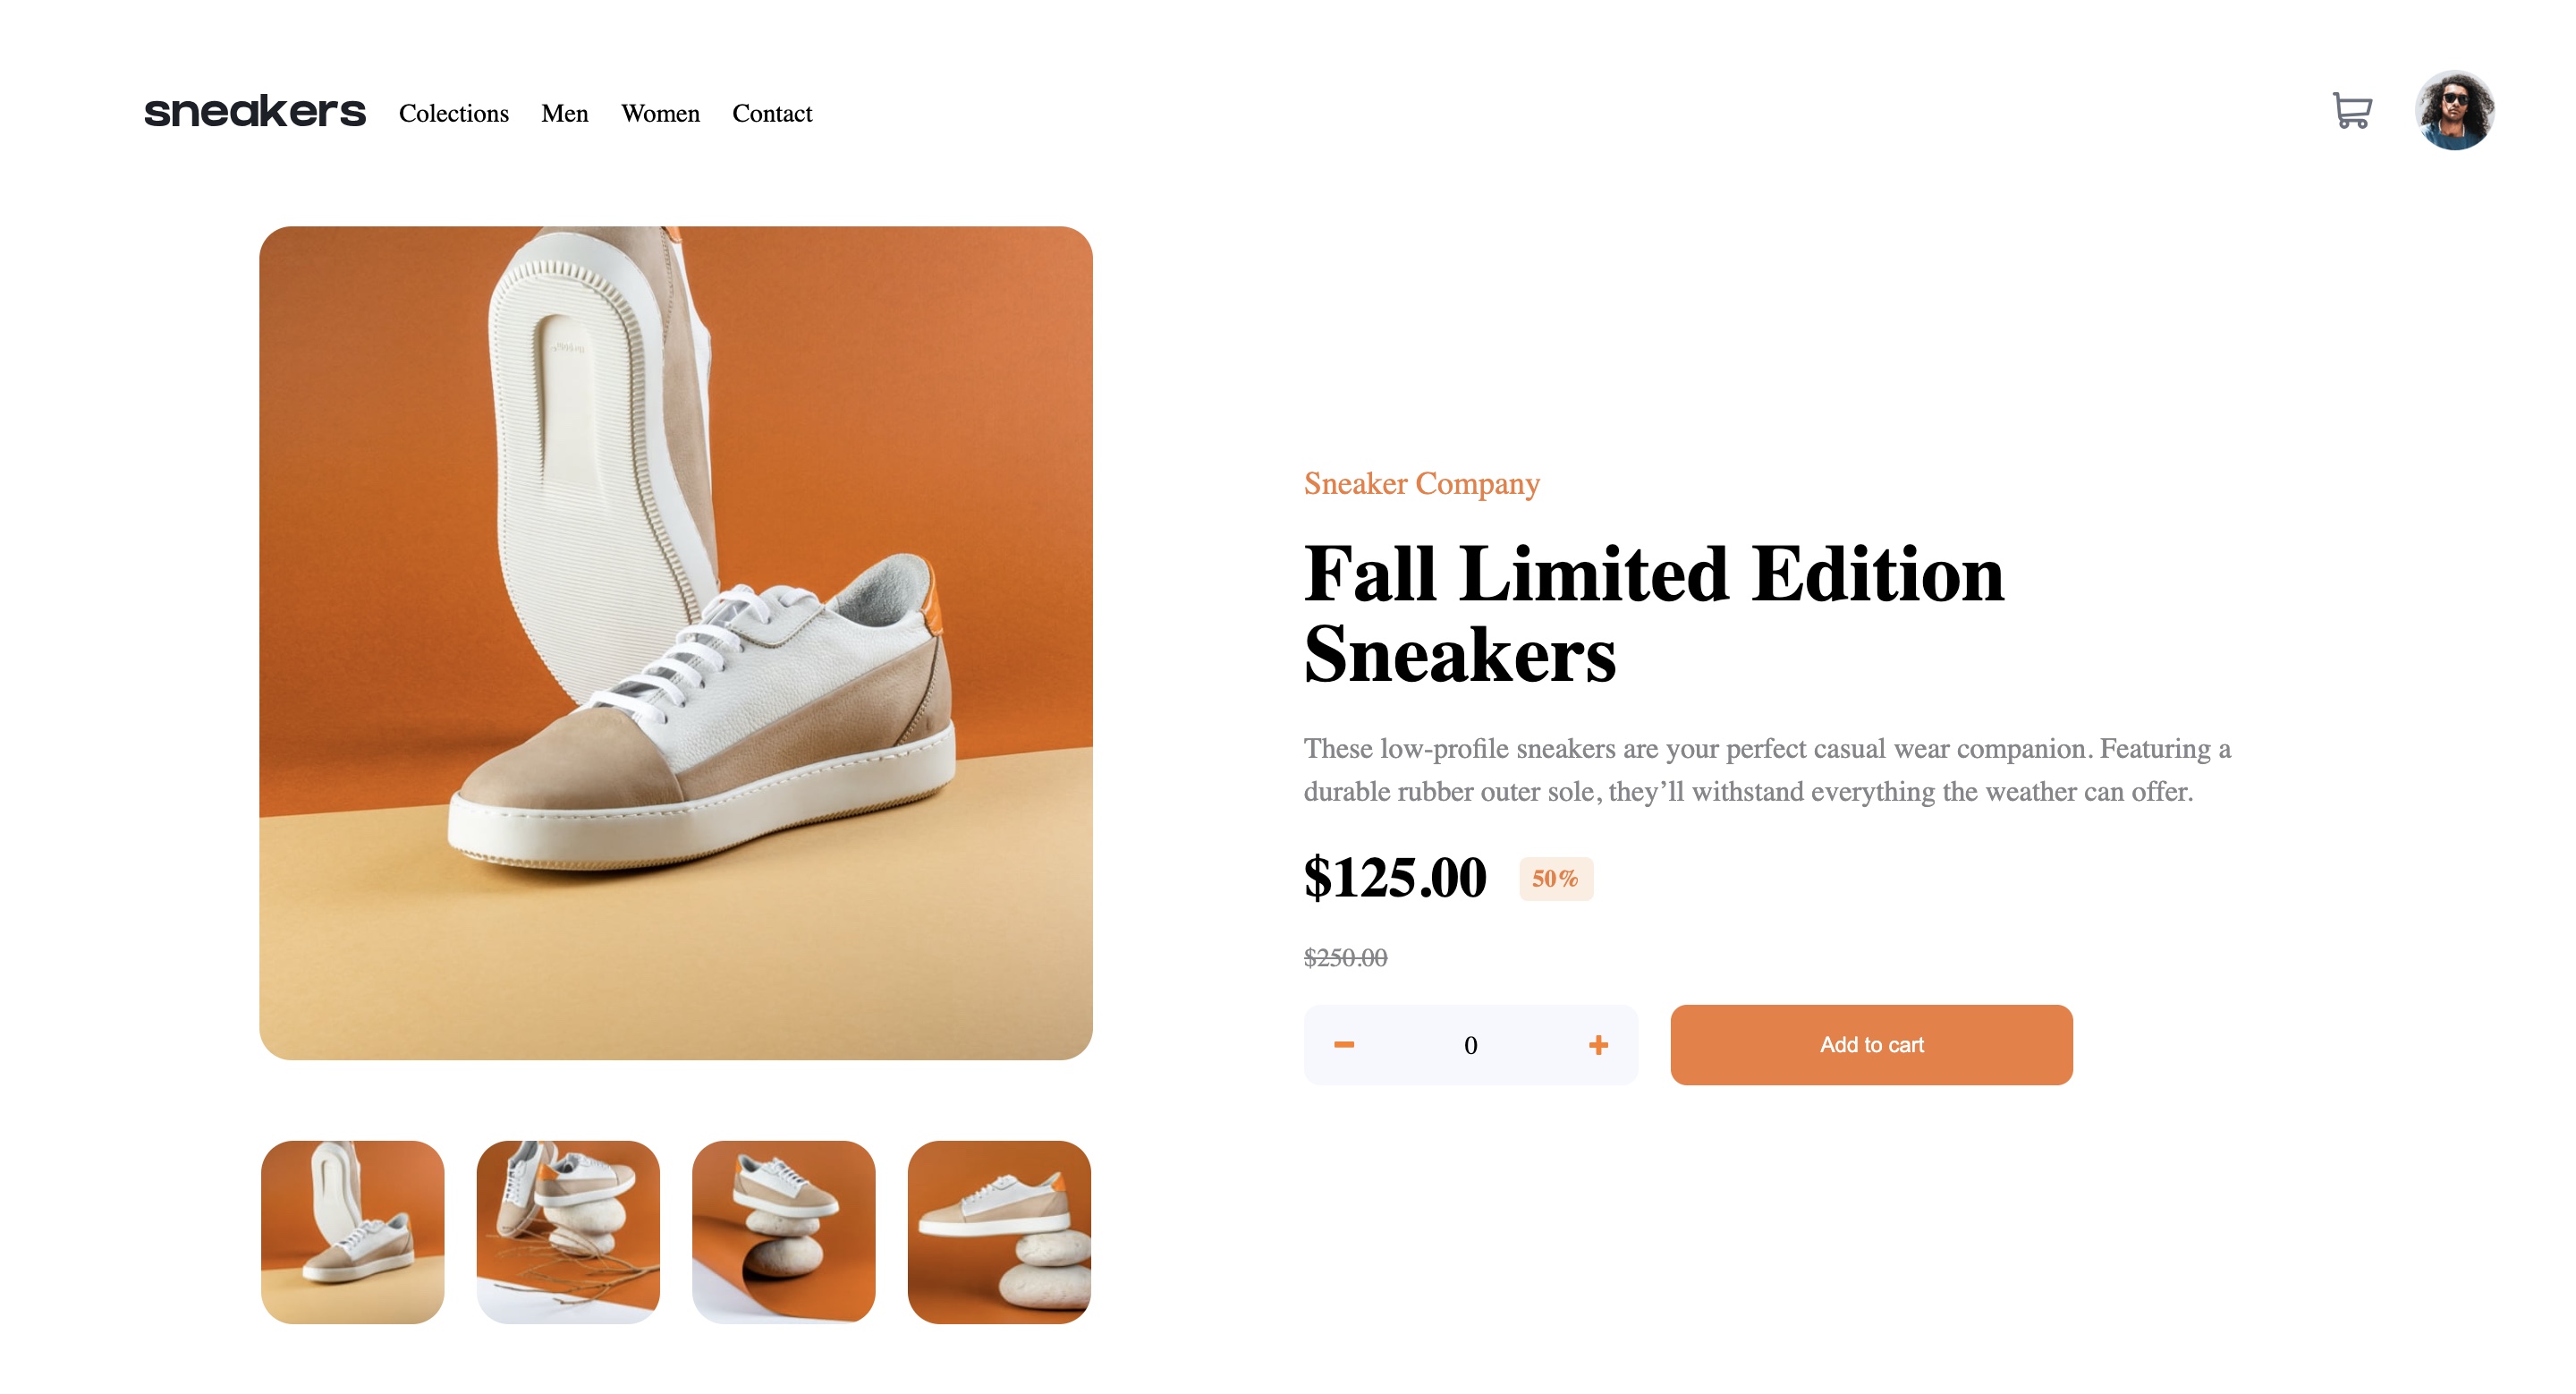 sneakers Colections Men Women Contact
Sneaker Company
Fall Limited Edition
Sneakers
These low-profile sneakers are your perfect casual wear companion. Featuring a
durable rubber outer sole, they’ll withstand everything the weather can offer.
$125.00 50%
$250.00
0 Add to cart